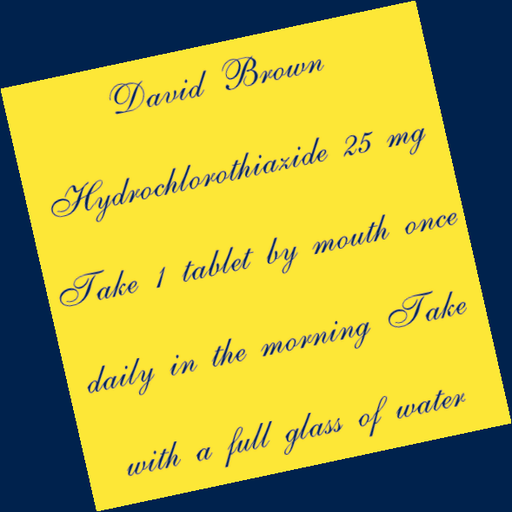 David Brown
Hydrochlorothiazide 25 mg
Take 1 tablet by mouth once
daily in the morning Take
with a full glass of water